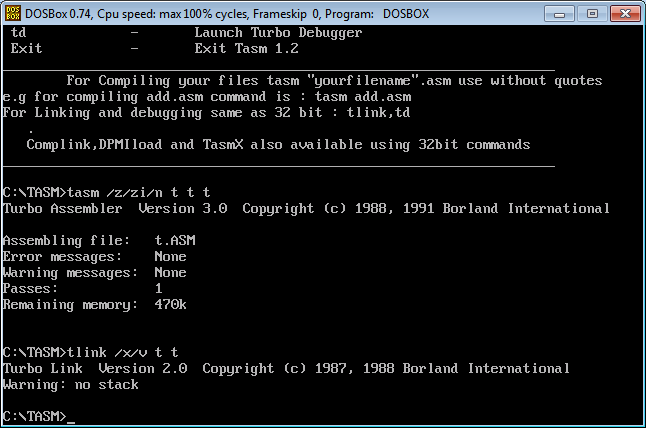 DOSBox 0.74, Cpu speed: max 100% cycles, Frameskip 0, Program: DOSBOX
td - Launch Turbo Debugger
Exit - Exit Tasm 1.2
For Compiling your files tasm "yourfilename".asm use without quotes
e.g for compiling add.asm command is : tasm add.asm
For Linking and debugging same as 32 bit : tlink,td
.
Complink,DPMIload and TasmX also available using 32bit commands
C:\TASM>tasm /z/zi/n t t t
Turbo Assembler Version 3.0 Copyright (c) 1988, 1991 Borland International
Assembling file: t.ASM
Error messages: None
Warning messages: None
Passes: 1
Remaining memory: 470k
C:\TASM>tlink /x/v t t
Turbo Link Version 2.0 Copyright (c) 1987, 1988 Borland International
Warning: no stack
C:\TASM>_